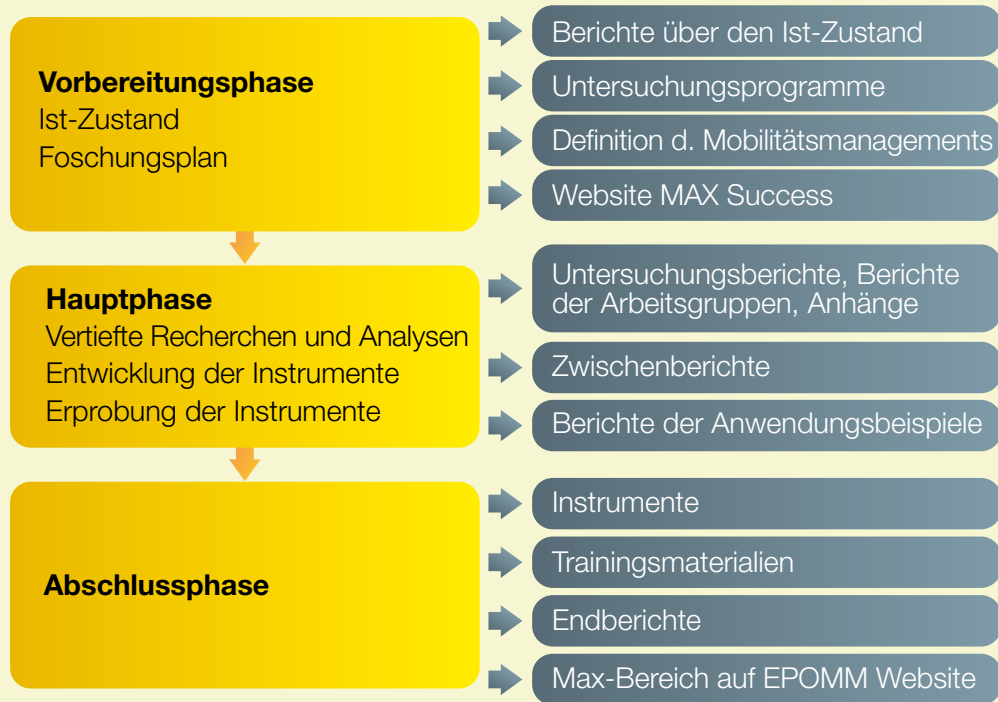 Vorbereitungsphase
Ist-Zustand
Foschungsplan
Berichte über den Ist-Zustand
Untersuchungsprogramme
Definition d. Mobilitätsmanagements
Website MAX Success
Hauptphase
Vertiefte Recherchen und Analysen
Entwicklung der Instrumente
Erprobung der Instrumente
Untersuchungsberichte, Berichte
der Arbeitsgruppen, Anhänge
Zwischenberichte
Berichte der Anwendungsbeispiele
Abschlussphase
Instrumente
Trainingsmaterialien
Endberichte
Max-Bereich auf EPOMM Website